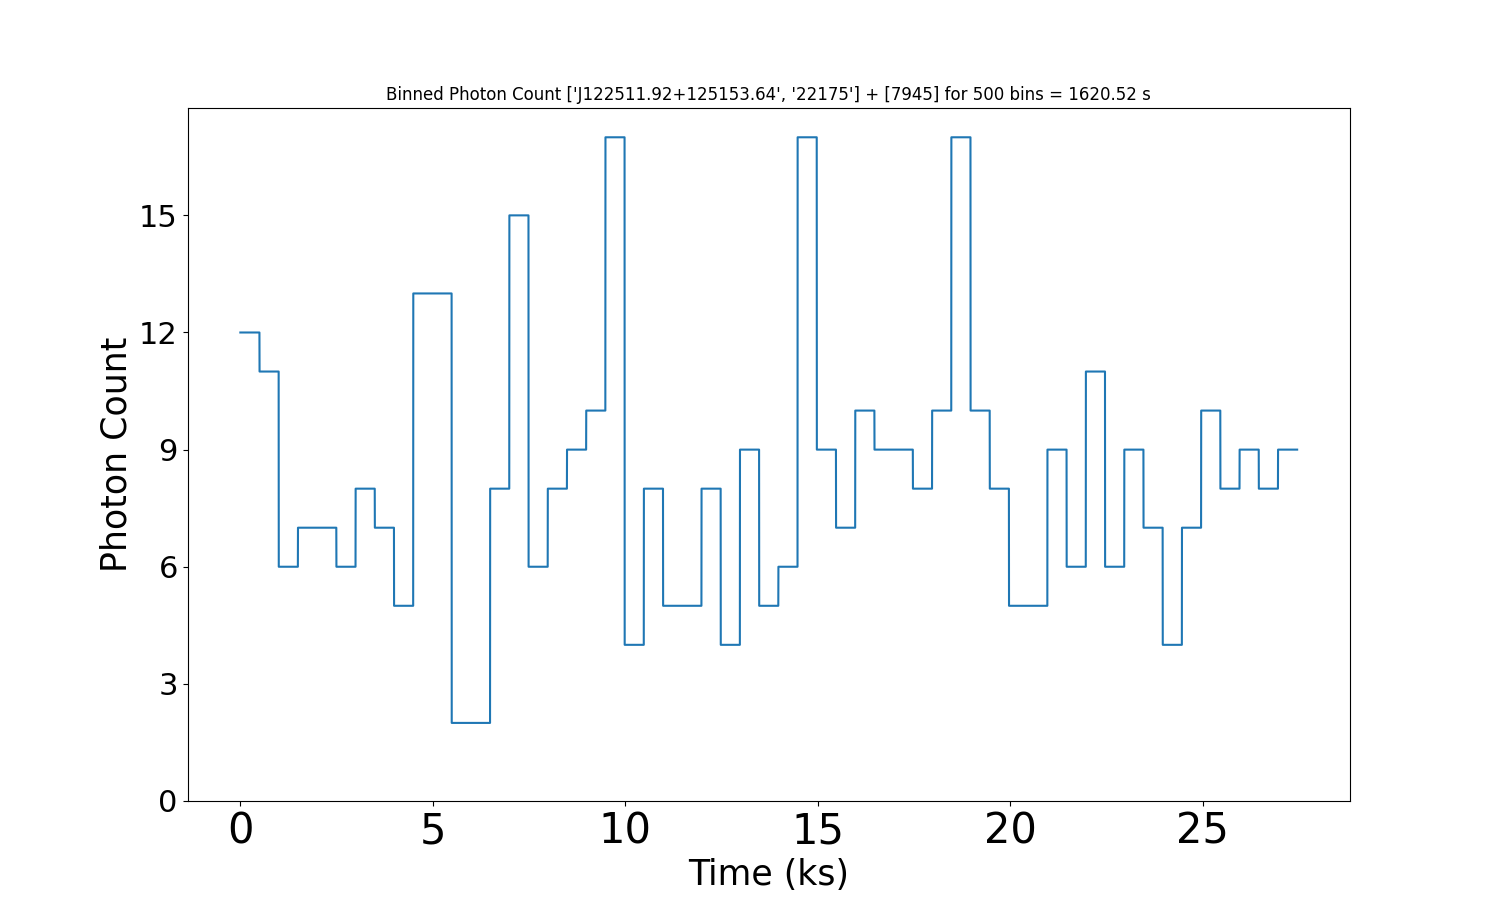 Binned Photon Count ['J122511.92+125153.64', '22175'] + [7945] for 500 bins = 1620.52 s
15
12
9
6
3
0
Photon Count
0 5 10 15 20 25
Time (ks)